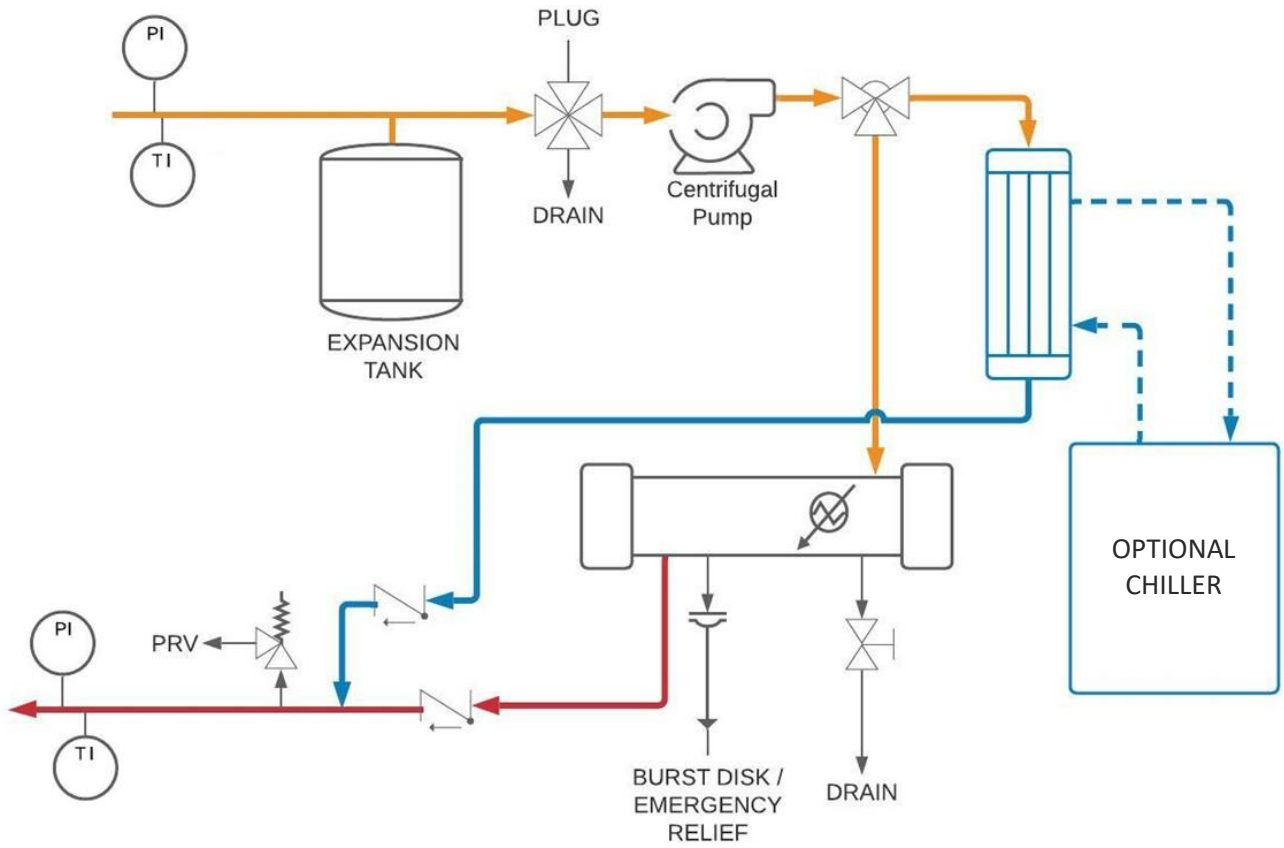 PI
TI
PLUG
DRAIN
Centrifugal
Pump
EXPANSION
TANK
OPTIONAL
CHILLER
PI
PRV
TI
BURST DISK /
EMERGENCY
RELIEF
DRAIN